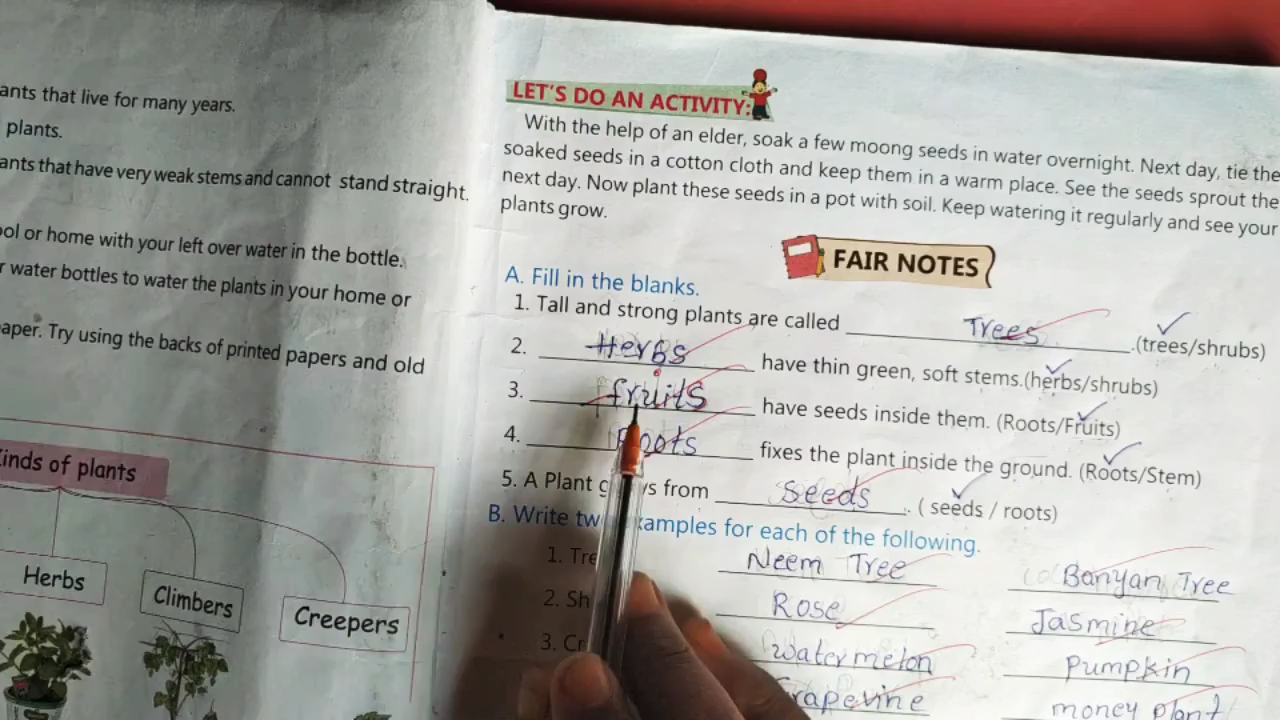 ants that live for many years.
plants.
ants that have very weak stems and cannot stand straight.
ool or home with your left over water in the bottle.
r water bottles to water the plants in your home or
paper. Try using the backs of printed papers and old
Kinds of plants
Herbs
Climbers
Creepers
LET'S DO AN ACTIVITY:
With the help of an elder, soak a few moong seeds in water overnight. Next day, tie the
soaked seeds in a cotton cloth and keep them in a warm place. See the seeds sprout the
next day. Now plant these seeds in a pot with soil. Keep watering it regularly and see your
plants grow.
FAIR NOTES
A. Fill in the blanks.
1. Tall and strong plants are called Trees .(trees/shrubs)
2. Herbs have thin green, soft stems.(herbs/shrubs)
3. fruits have seeds inside them. (Roots/Fruits)
4. Roots fixes the plant inside the ground. (Roots/Stem)
5. A Plant from seeds . ( seeds / roots)
B. Write examples for each of the following.
1. Neem Tree Banyan Tree
2. Rose Jasmine
3. Watermelon Pumpkin
Grapevine money plant